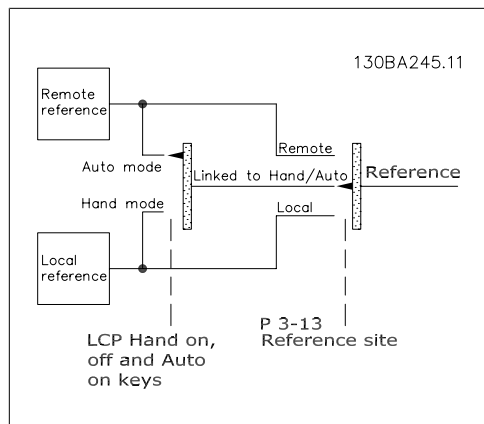 130BA245.11
Remote
reference
Remote
Auto mode
Linked to Hand/Auto
Reference
Hand mode
Local
Local
reference
LCP Hand on,
off and Auto
on keys
P 3-13
Reference site